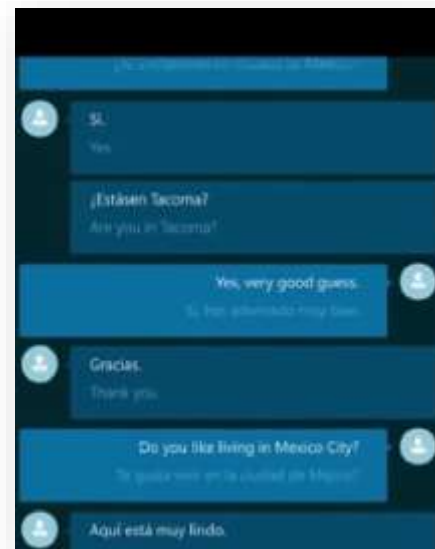 Sí.
Yes
¿Estásen Tacoma?
Are you in Tacoma?
Yes, very good guess.
Sí, has adivinado muy bien.
Gracias.
Thank you.
Do you like living in Mexico City?
Te gusta vivir en la ciudad de
Aquí está muy lindo.